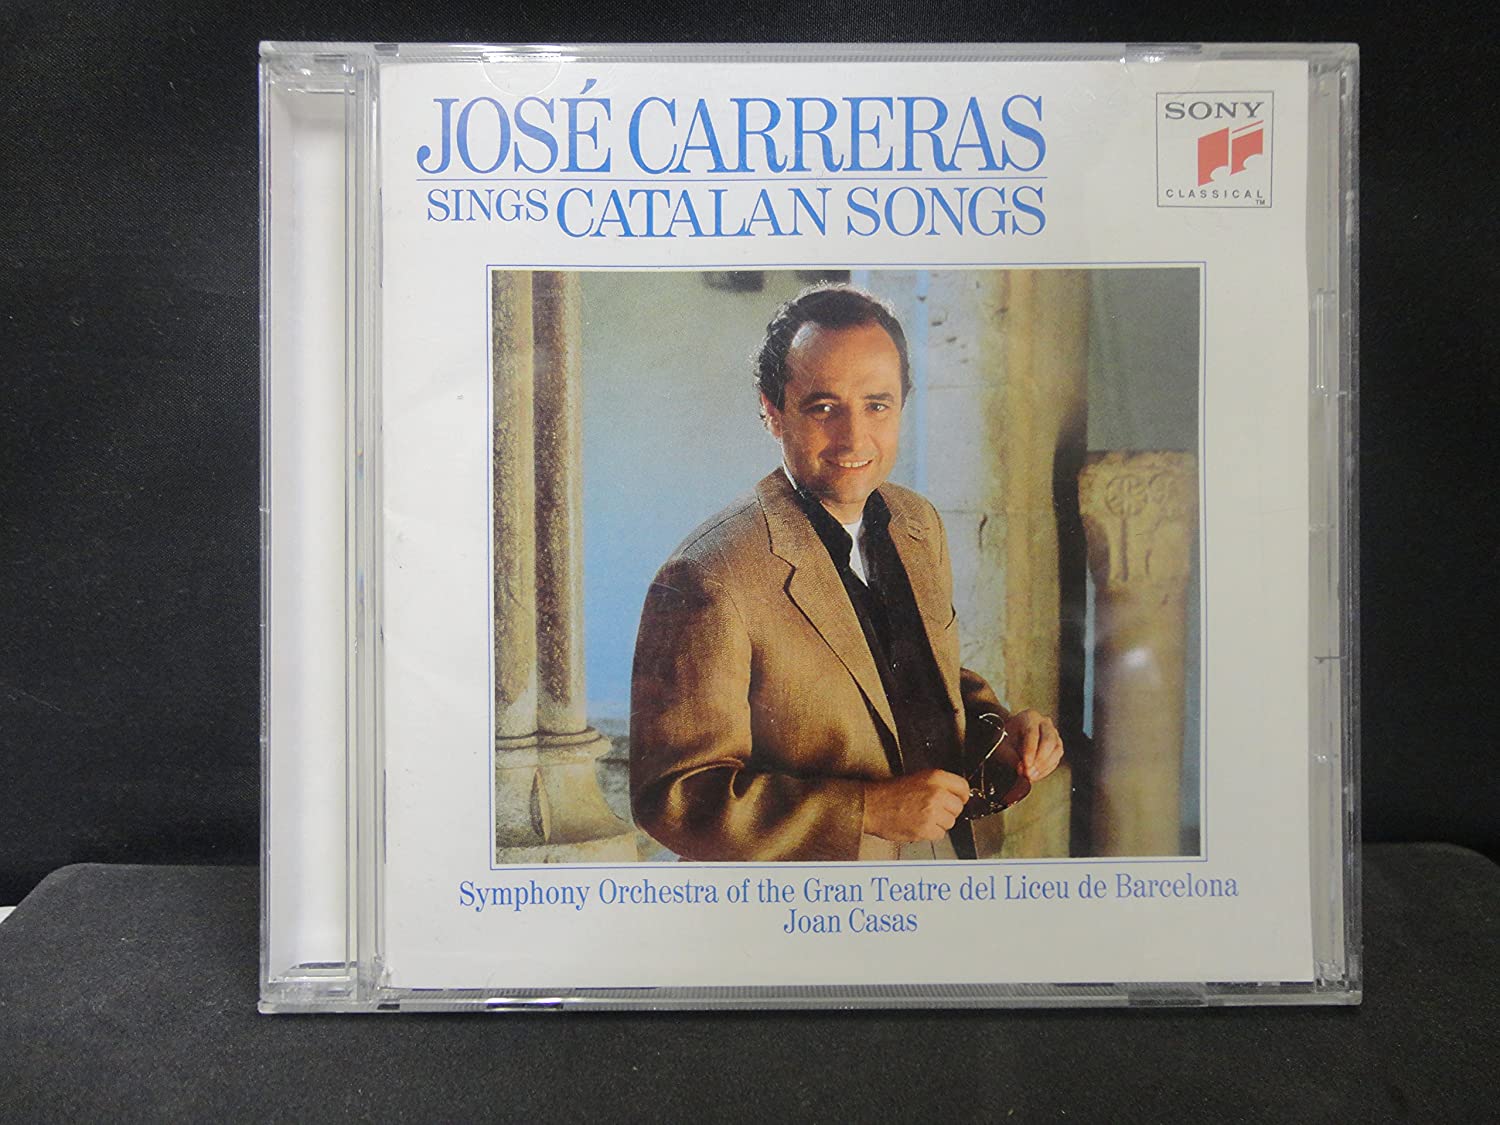 JOSÉ CARRERAS
SINGS CATALAN SONGS
SONY
CLASSICAL
TM
Symphony Orchestra of the Gran Teatre del Liceu de Barcelona
Joan Casas